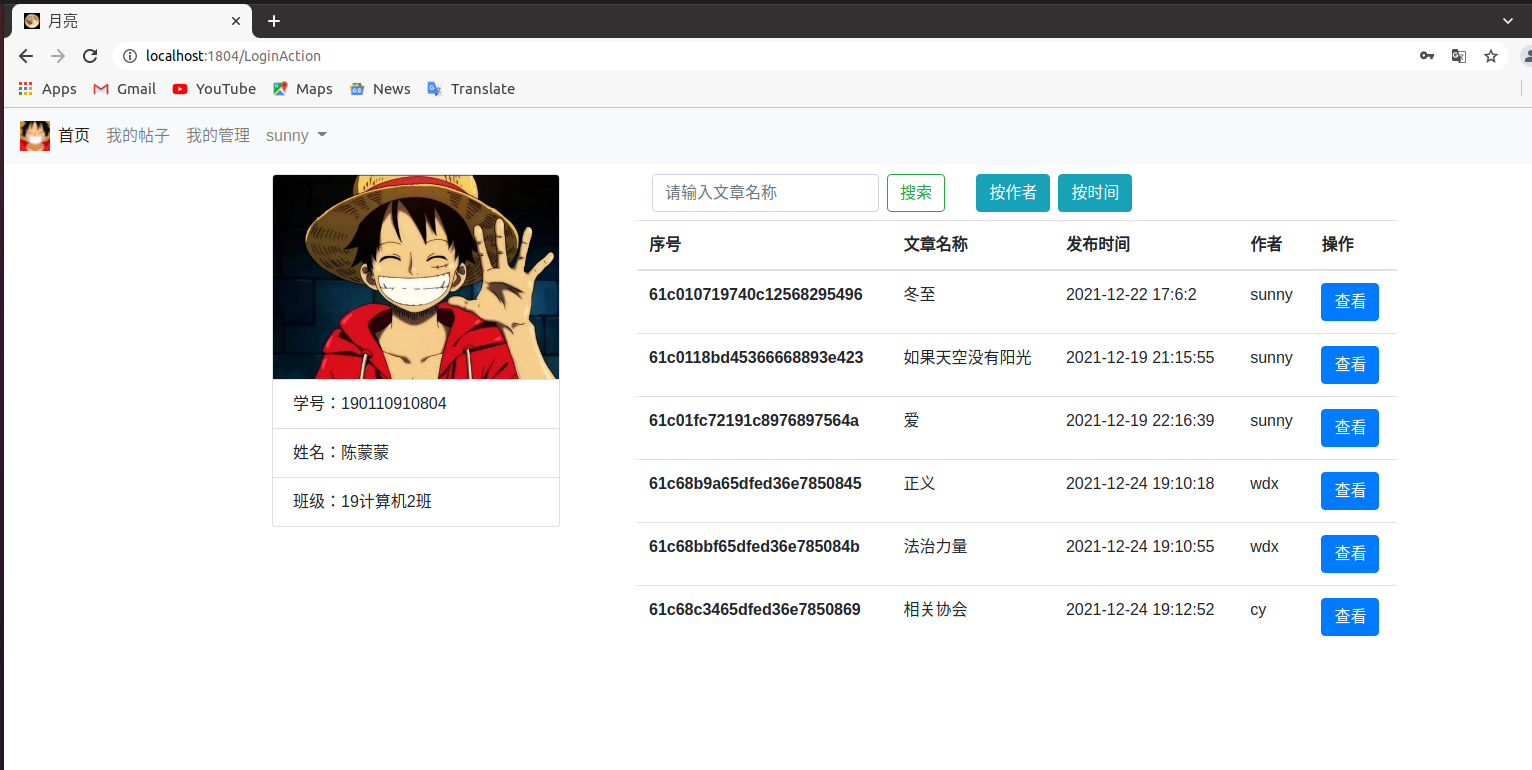 月亮
localhost:1804/LoginAction
Apps Gmail YouTube Maps News Translate
首页 我的帖子 我的管理 sunny
请输入文章名称 搜索 按作者 按时间
序号 文章名称 发布时间 作者 操作
61c010719740c12568295496 冬至 2021-12-22 17:6:2 sunny 查看
61c0118bd45366668893e423 如果天空没有阳光 2021-12-19 21:15:55 sunny 查看
61c01fc72191c8976897564a 爱 2021-12-19 22:16:39 sunny 查看
61c68b9a65dfed36e7850845 正义 2021-12-24 19:10:18 wdx 查看
61c68bbf65dfed36e785084b 法治力量 2021-12-24 19:10:55 wdx 查看
61c68c3465dfed36e7850869 相关协会 2021-12-24 19:12:52 cy 查看
学号：190110910804
姓名：陈蒙蒙
班级：19计算机2班